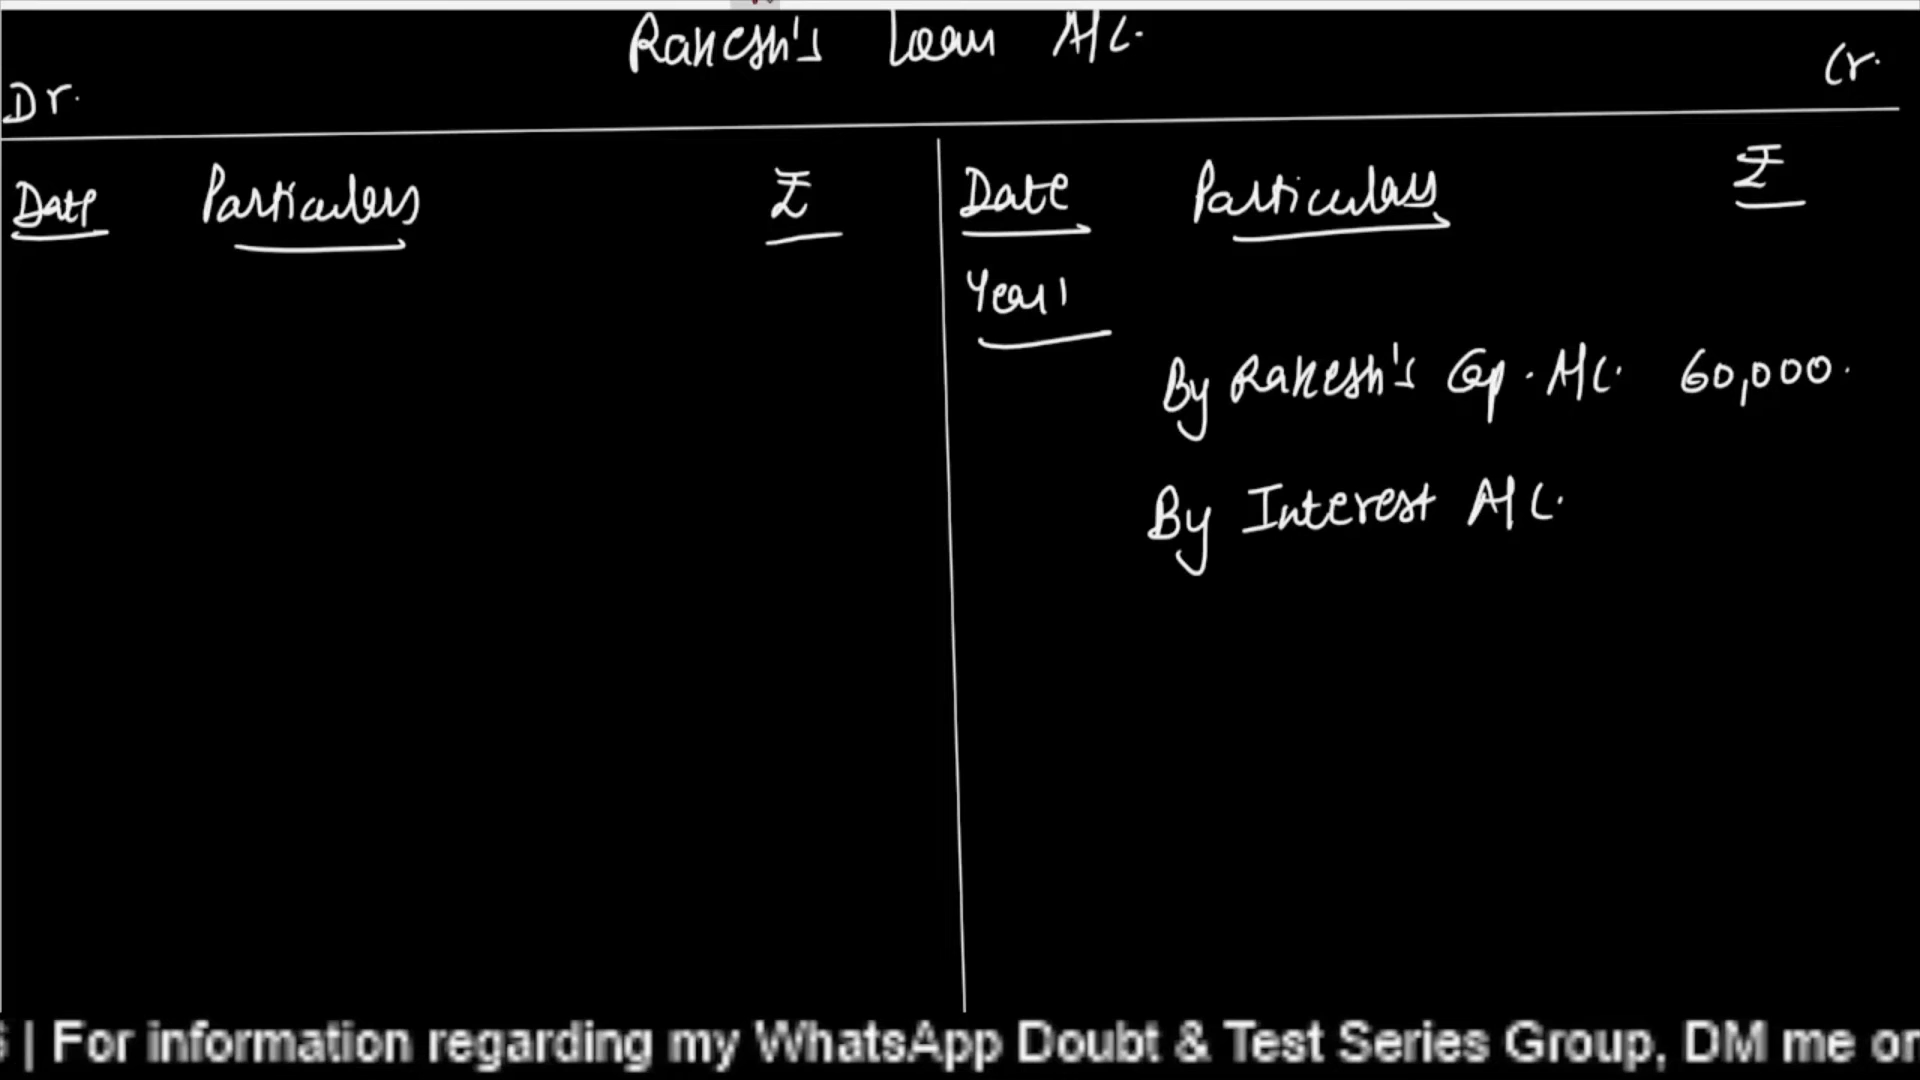 Rakesh's Loan A/C.
Dr. Cr.
Date Particulars ₹ Date Particulars ₹
Year 1
By Rakesh's Cap. A/C. 60,000.
By Interest A/C.
| For information regarding my WhatsApp Doubt & Test Series Group, DM me on